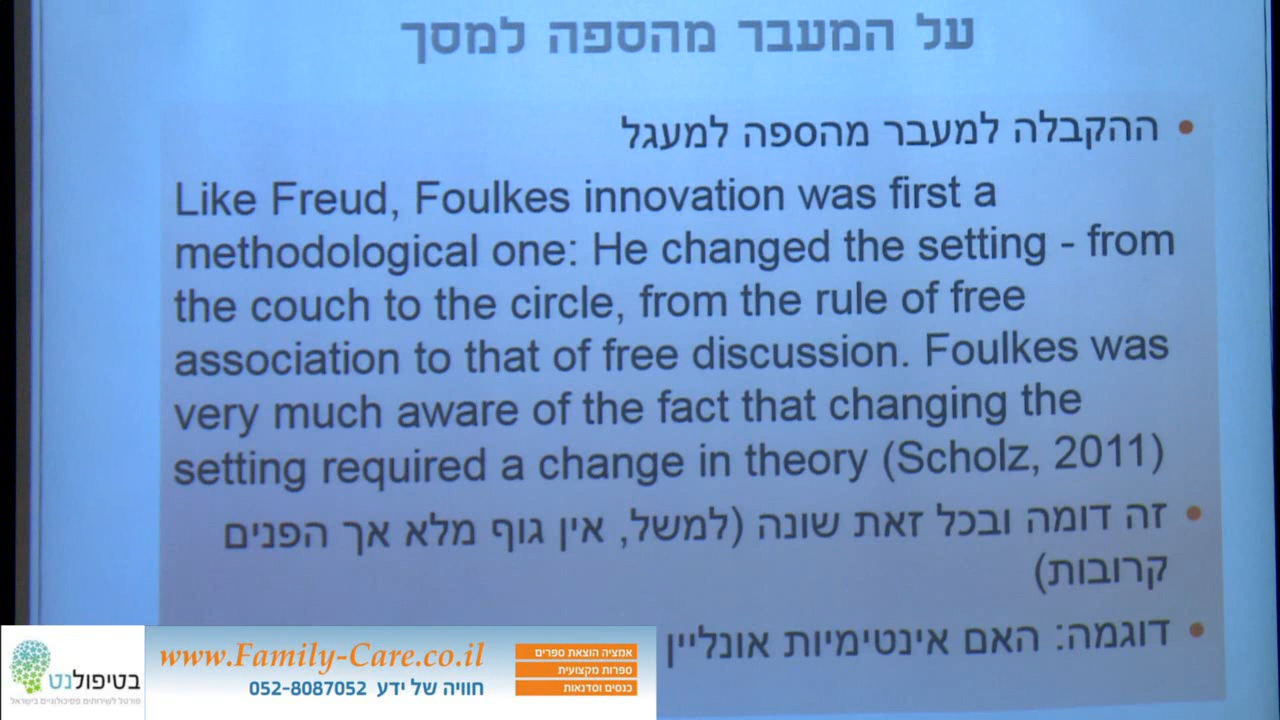 על המעבר מהספה למסך
• ההקבלה למעבר מהספה למעגל
Like Freud, Foulkes innovation was first a
methodological one: He changed the setting - from
the couch to the circle, from the rule of free
association to that of free discussion. Foulkes was
very much aware of the fact that changing the
setting required a change in theory (Scholz, 2011)
• זה דומה ובכל זאת שונה (למשל, אין גוף מלא אך הפנים
קרובות)
• דוגמה: האם אינטימיות אונליין
בטיפולנט
פורטל לשירותים פסיכולוגיים בישראל
www.Family-Care.co.il
חוויה של ידע 052-8087052
אמציה הוצאת ספרים
ספרות מקצועית
כנסים וסדנאות